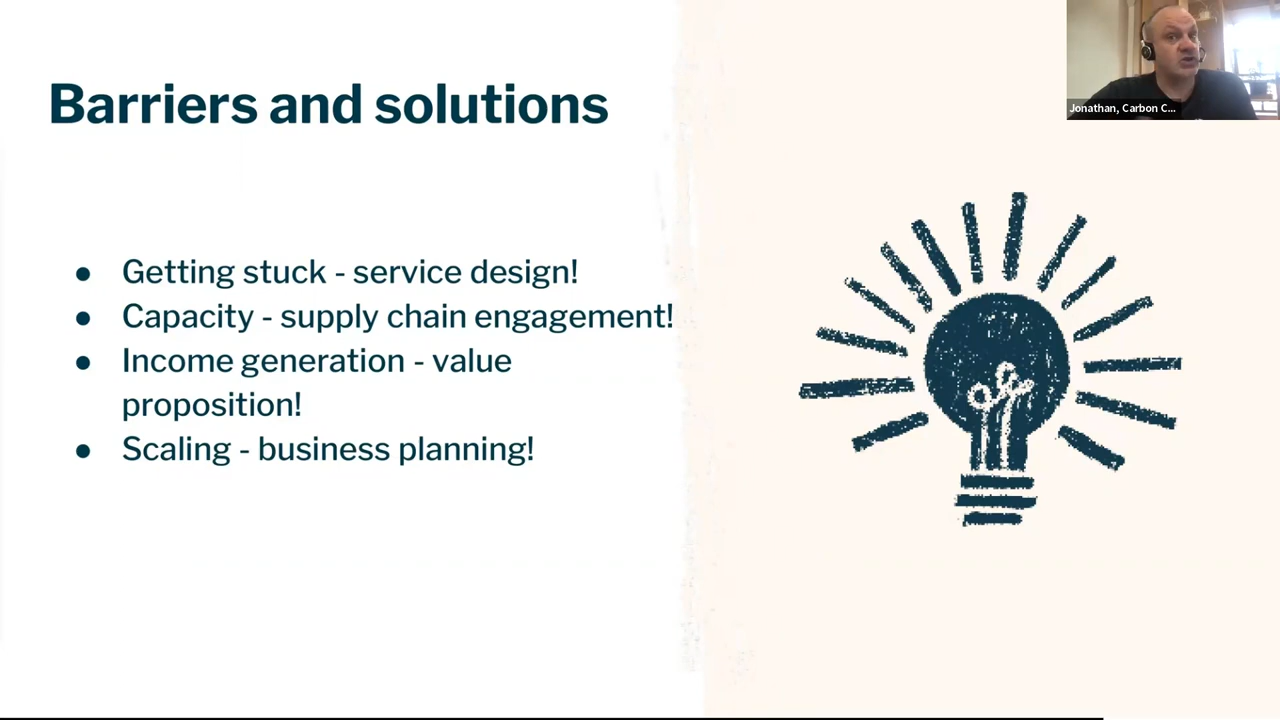 Barriers and solutions
● Getting stuck - service design!
● Capacity - supply chain engagement!
● Income generation - value
proposition!
● Scaling - business planning!
Jonathan, Carbon C...